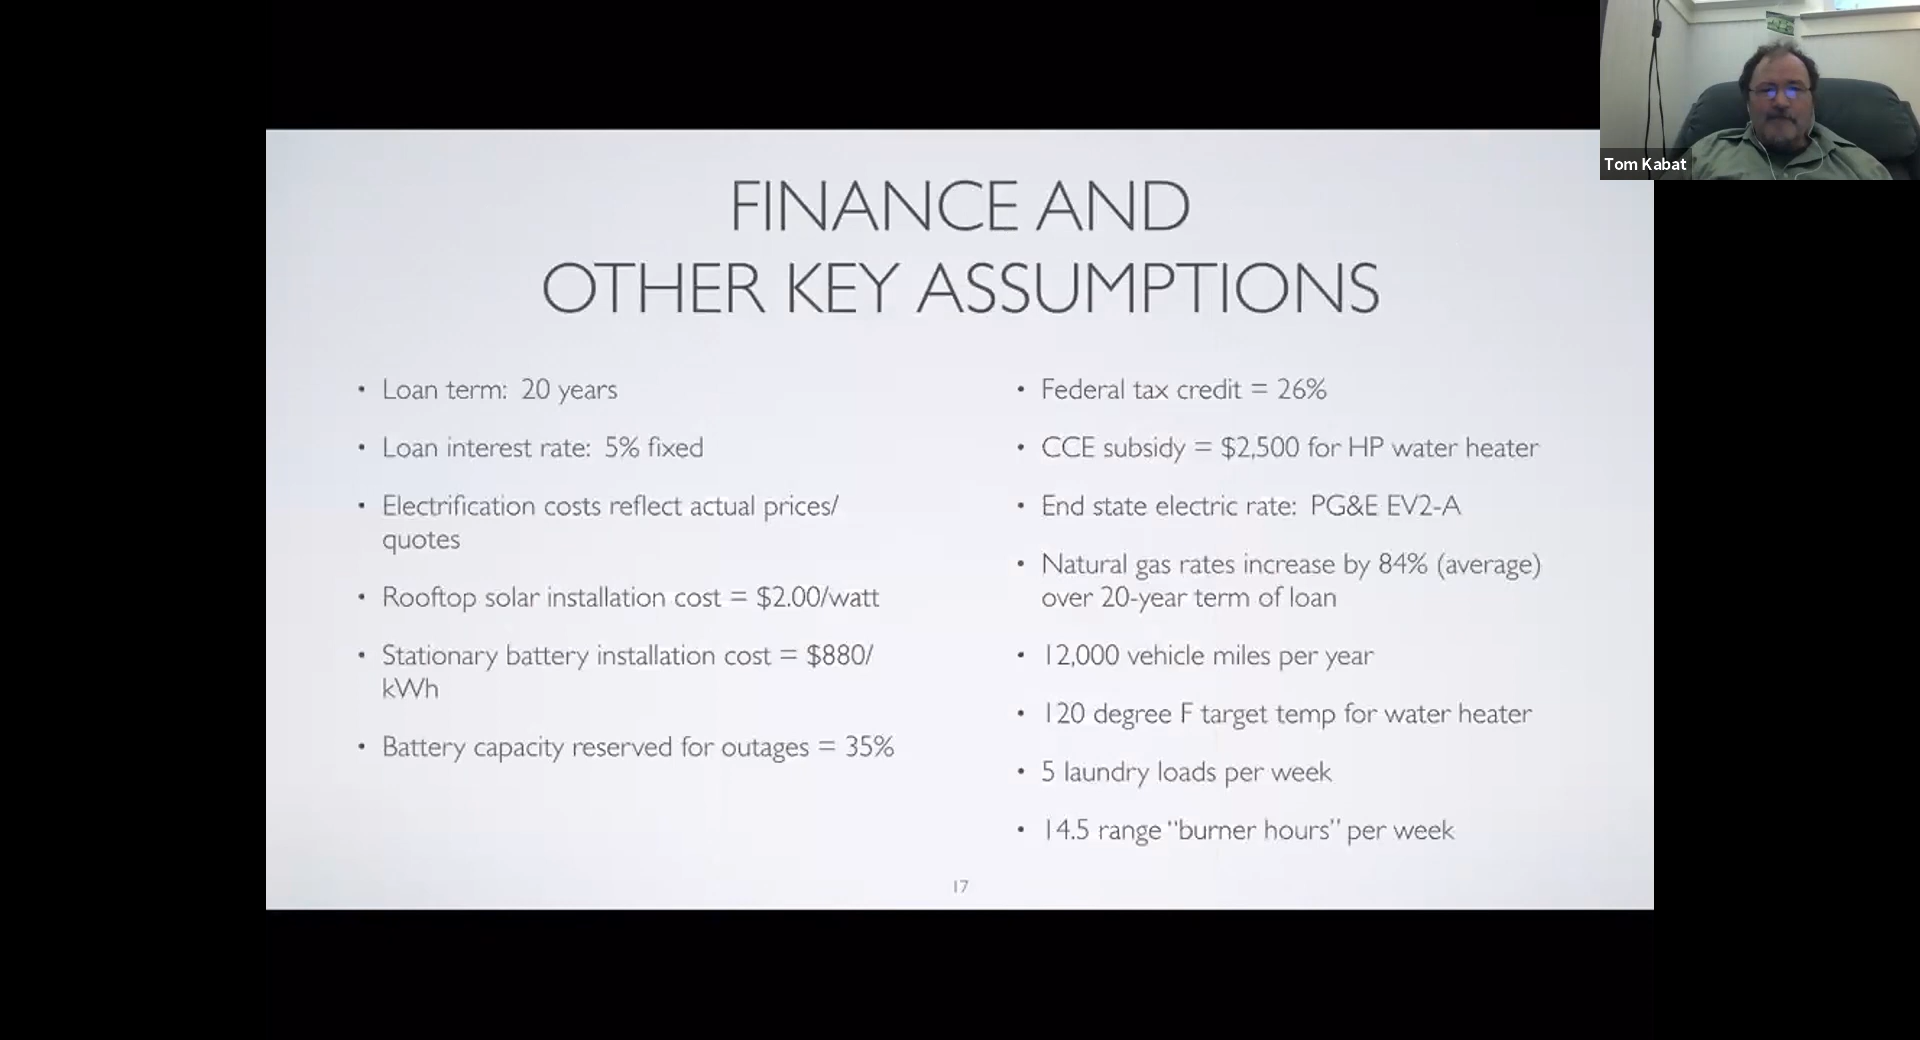 FINANCE AND
OTHER KEY ASSUMPTIONS
• Loan term: 20 years
• Loan interest rate: 5% fixed
• Electrification costs reflect actual prices/
quotes
• Rooftop solar installation cost = $2.00/watt
• Stationary battery installation cost = $880/
kWh
• Battery capacity reserved for outages = 35%
• Federal tax credit = 26%
• CCE subsidy = $2,500 for HP water heater
• End state electric rate: PG&E EV2-A
• Natural gas rates increase by 84% (average)
over 20-year term of loan
• 12,000 vehicle miles per year
• 120 degree F target temp for water heater
• 5 laundry loads per week
• 14.5 range "burner hours" per week
17
Tom Kabat